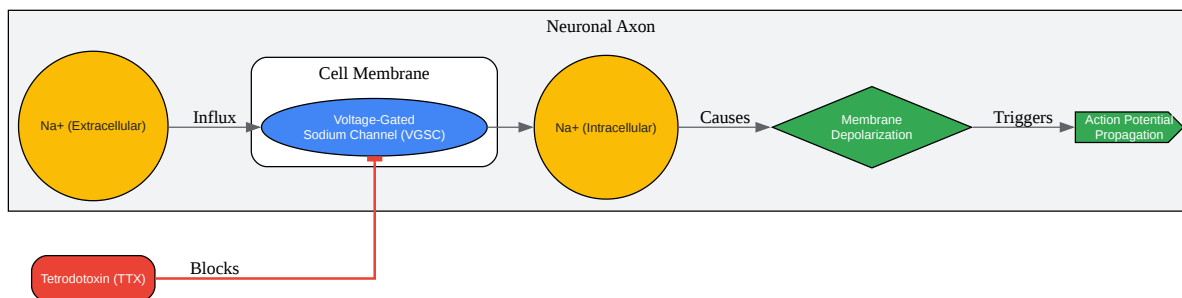 Neuronal Axon
Cell Membrane
Na+ (Extracellular)
Influx
Voltage-Gated
Sodium Channel (VGSC)
Na+ (Intracellular)
Causes
Membrane
Depolarization
Triggers
Action Potential
Propagation
Tetrodotoxin (TTX)
Blocks